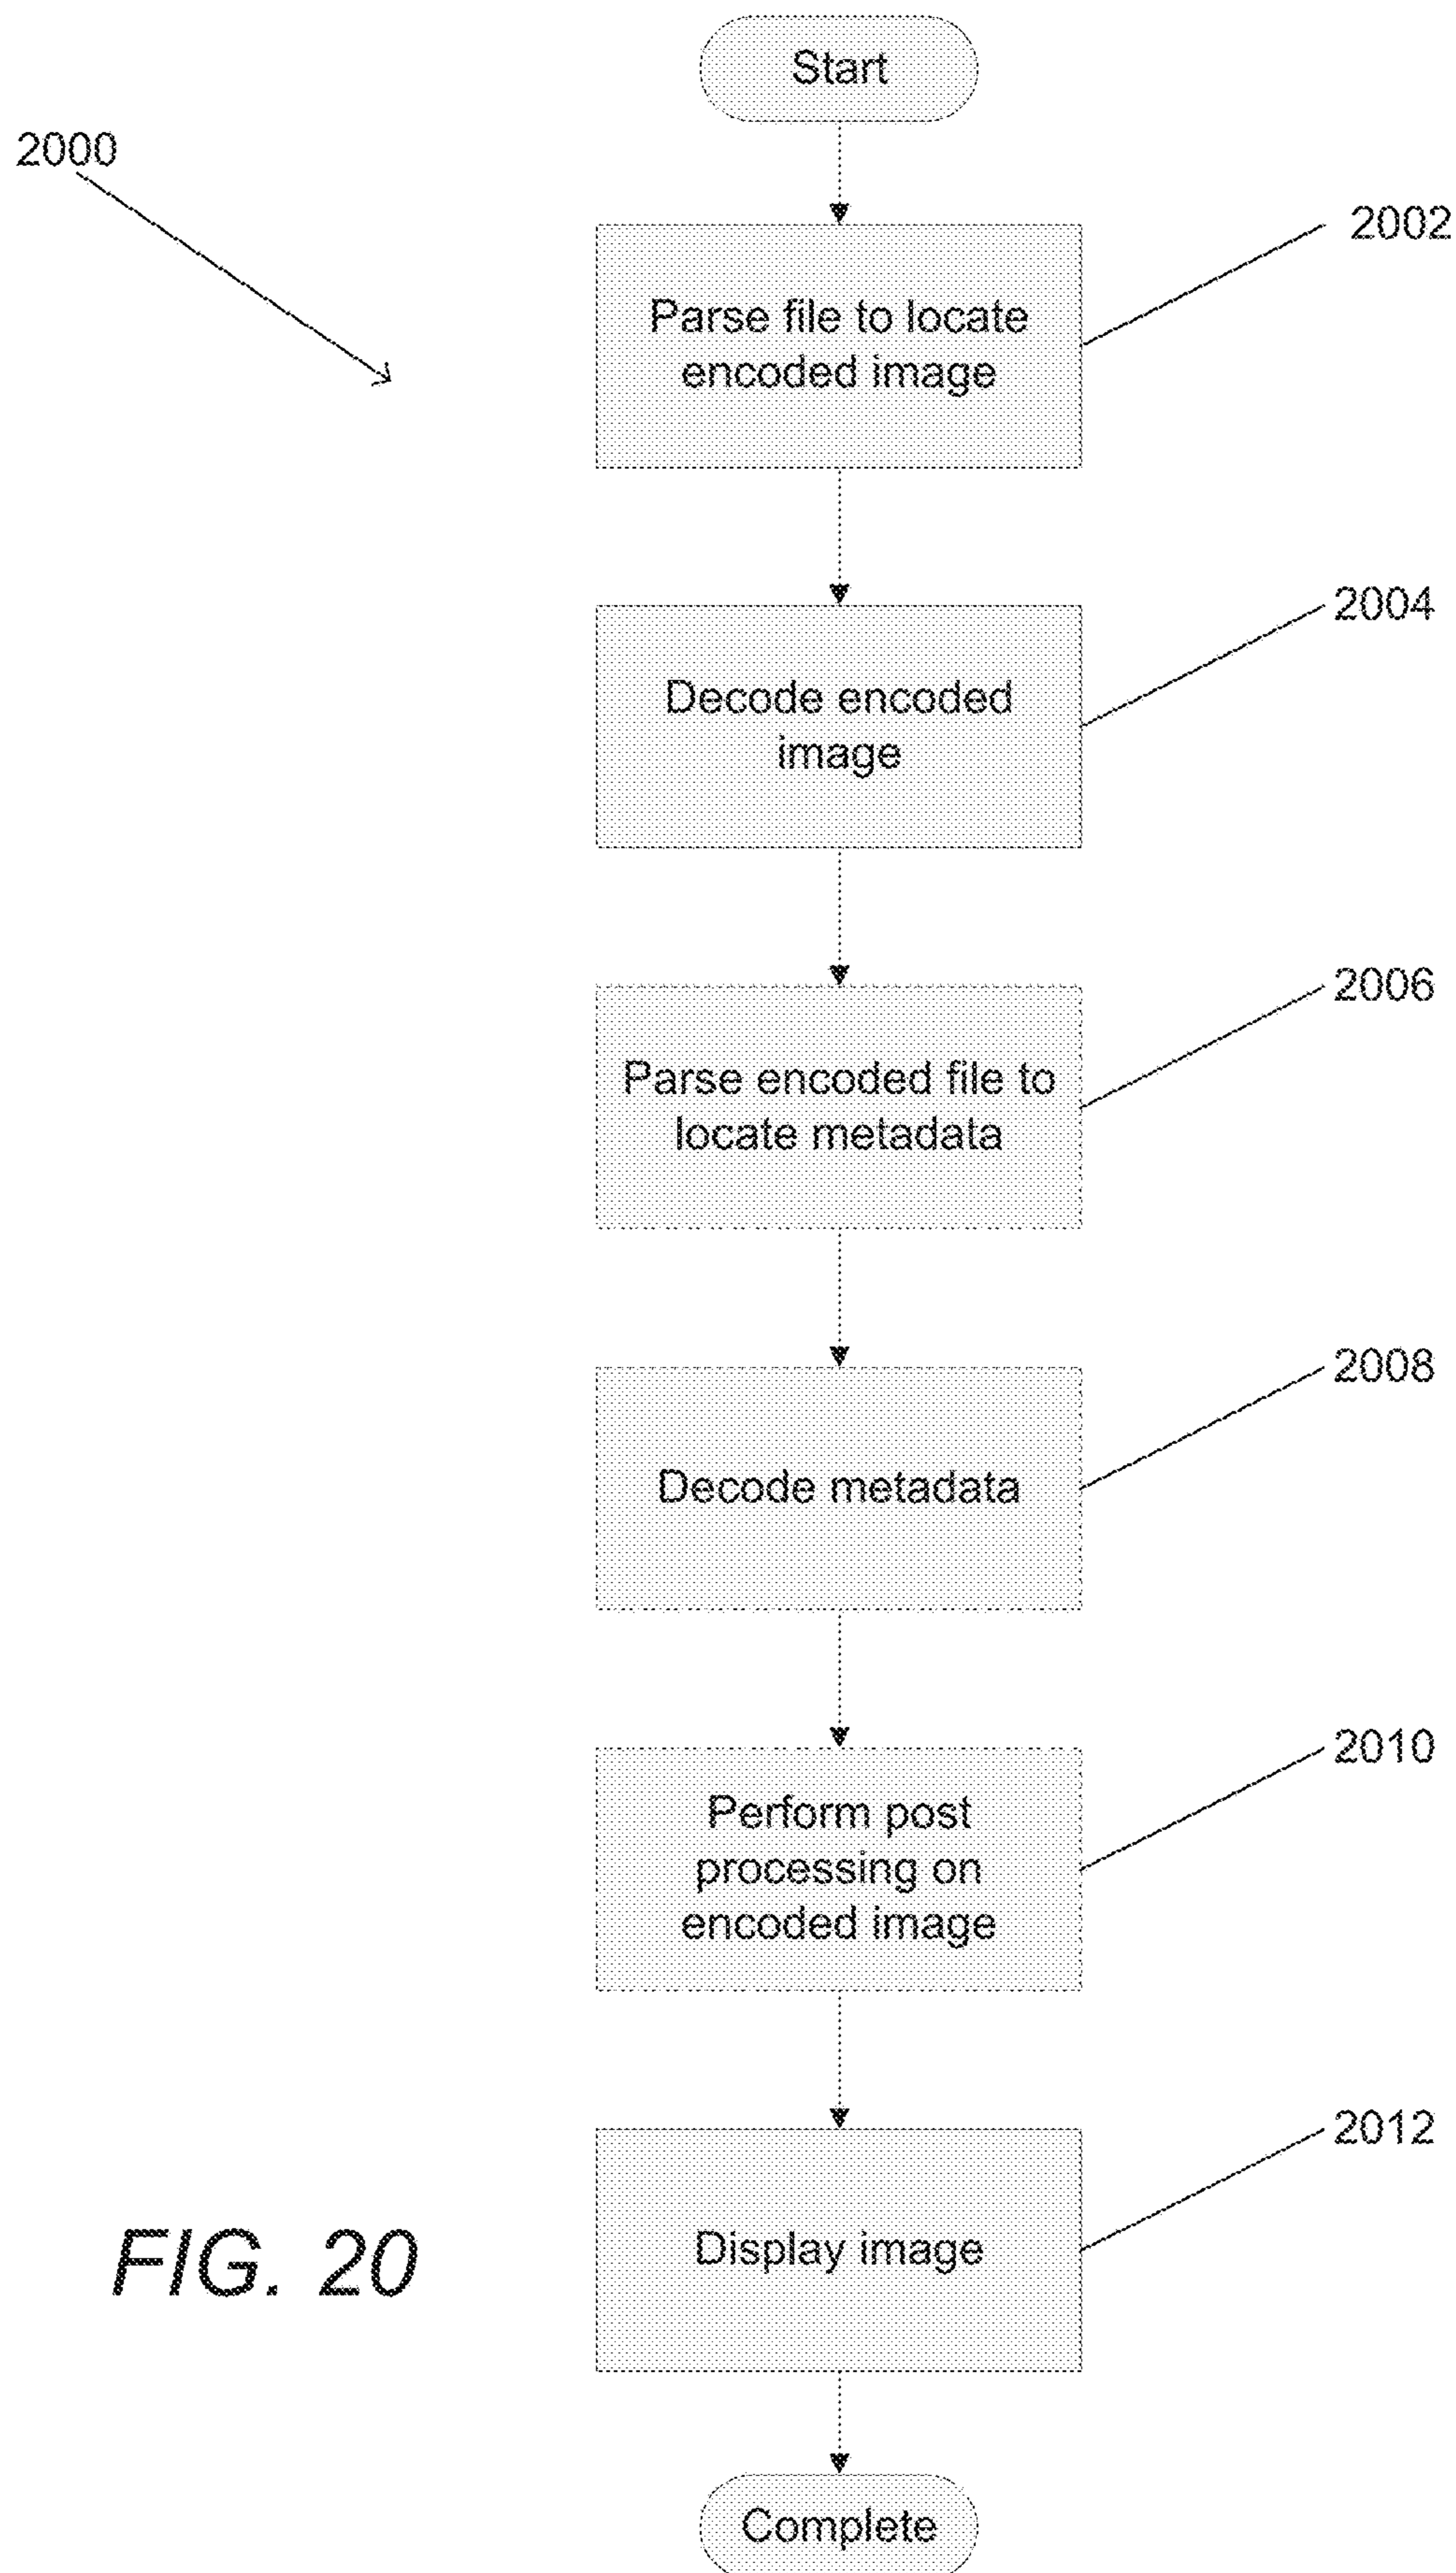 Start
2000
2002
Parse file to locate
encoded image
2004
Decode encoded
image
2006
Parse encoded file to
locate metadata
2008
Decode metadata
2010
Perform post
processing on
encoded image
2012
Display image
FIG. 20
Complete